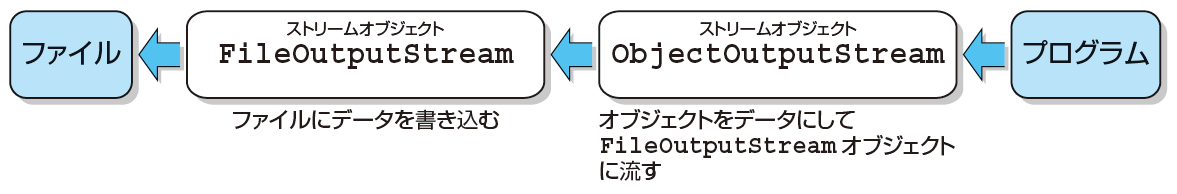 ファイル
ストリームオブジェクト
FileOutputStream
ストリームオブジェクト
ObjectOutputStream
プログラム
ファイルにデータを書き込む
オブジェクトをデータにして
FileOutputStream オブジェクト
に流す